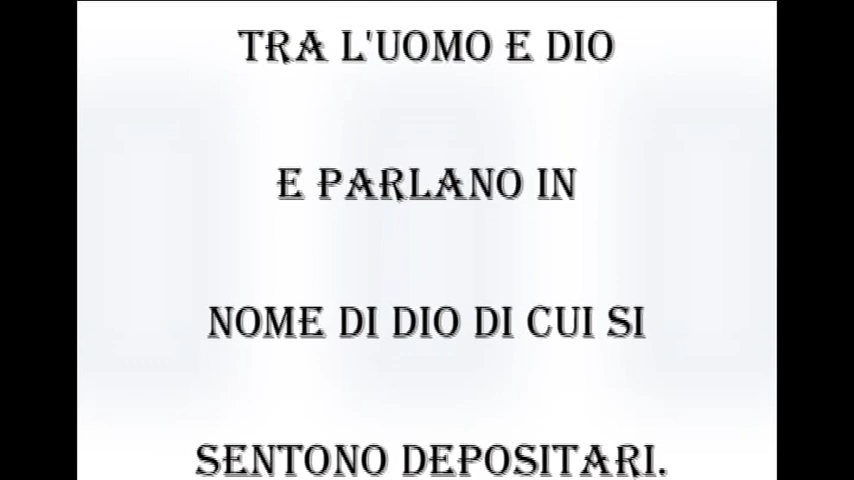 TRA L'UOMO E DIO
E PARLANO IN
NOME DI DIO DI CUI SI
SENTONO DEPOSITARI.